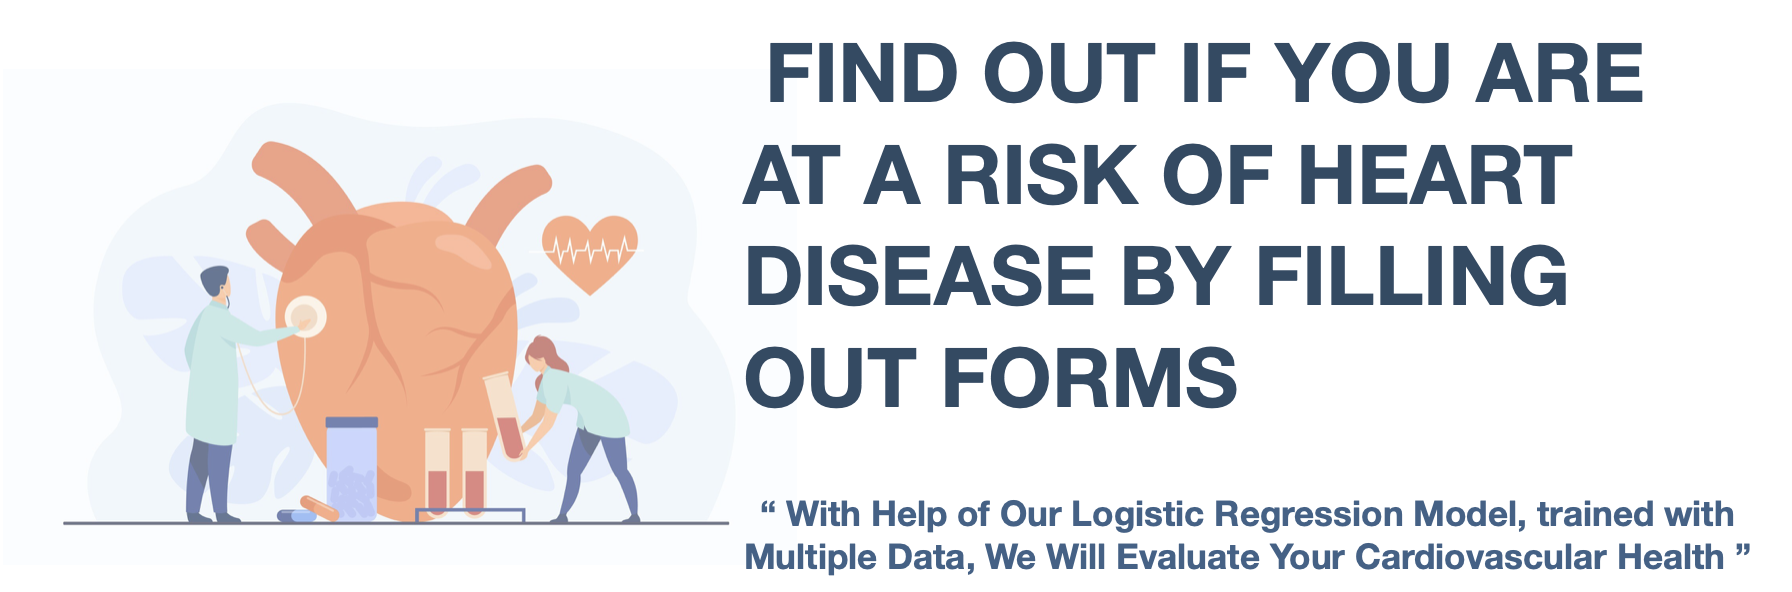 FIND OUT IF YOU ARE
AT A RISK OF HEART
DISEASE BY FILLING
OUT FORMS
“ With Help of Our Logistic Regression Model, trained with
Multiple Data, We Will Evaluate Your Cardiovascular Health ”